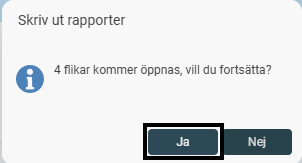 Skriv ut rapporter
4 flikar kommer öppnas, vill du fortsätta?
Ja
Nej